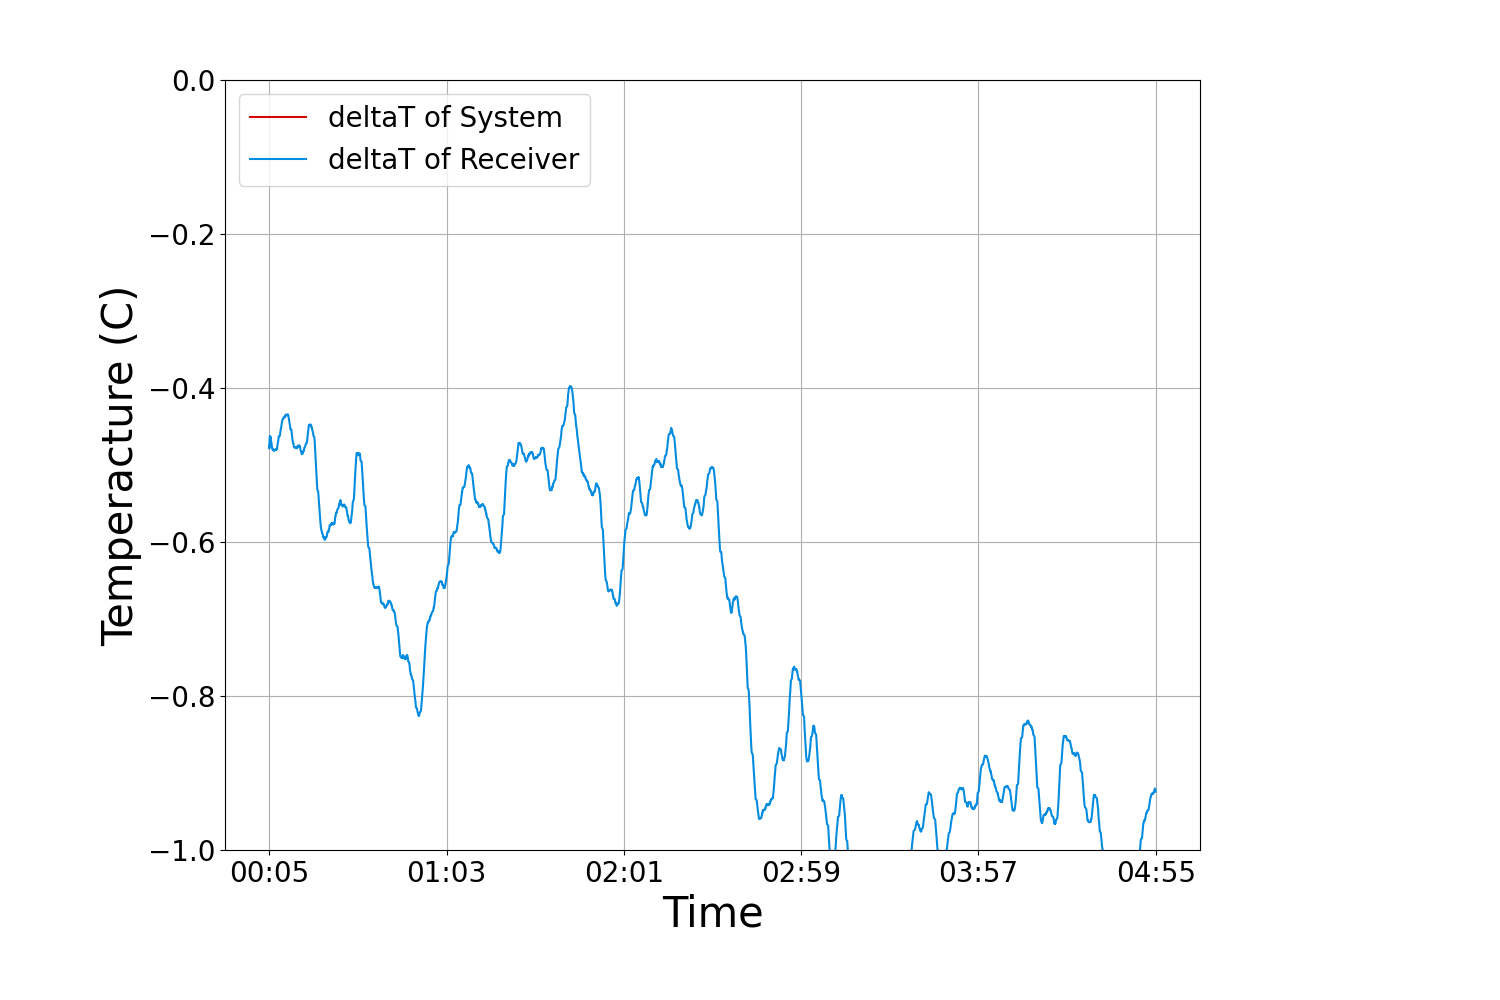 0.0
deltaT of System
deltaT of Receiver
−0.2
−0.4
−0.6
−0.8
−1.0
Temperacture (C)
00:05 01:03 02:01 02:59 03:57 04:55
Time